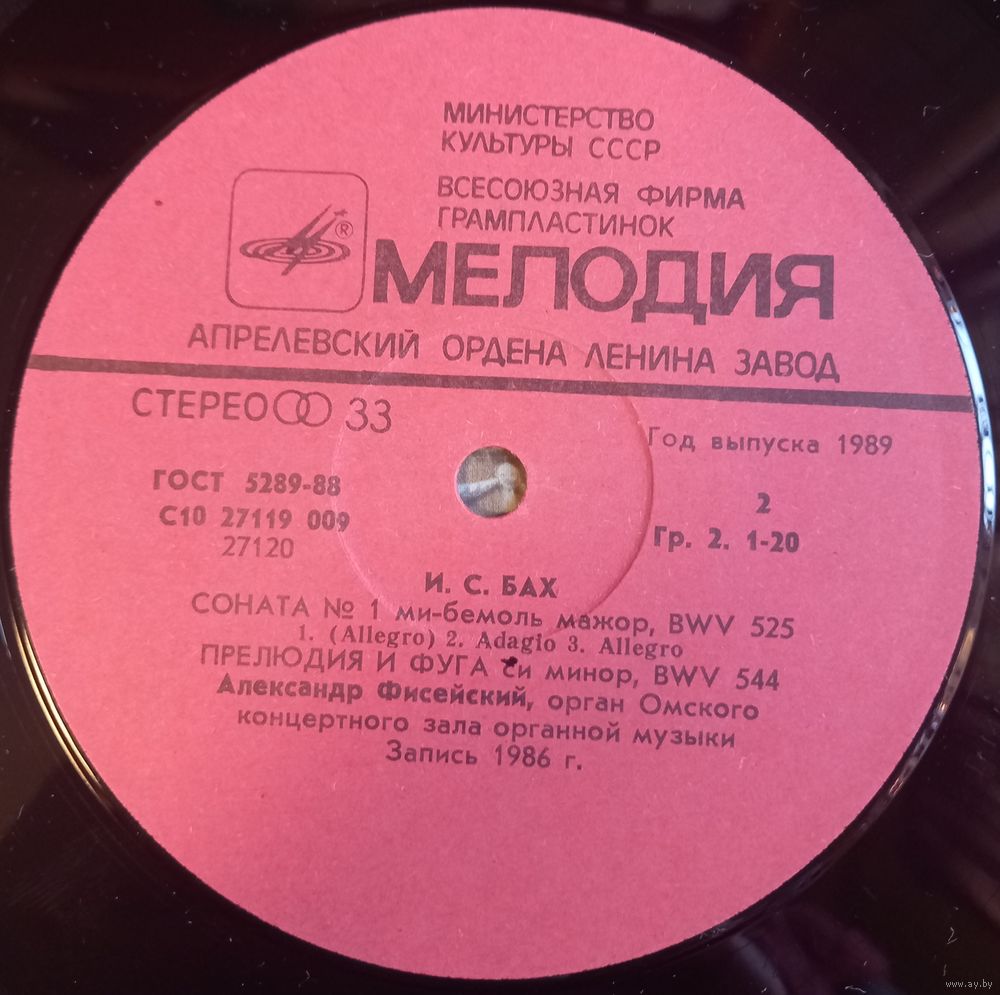 МИНИСТЕРСТВО
КУЛЬТУРЫ СССР
ВСЕСОЮЗНАЯ ФИРМА
ГРАМПЛАСТИНОК
®
МЕЛОДИЯ
АПРЕЛЕВСКИЙ ОРДЕНА ЛЕНИНА ЗАВОД
СТЕРЕО 33
Год выпуска 1989
ГОСТ 5289-88
2
С10 27119 009
Гр. 2. 1-20
27120
И. С. БАХ
СОНАТА № 1 ми-бемоль мажор, BWV 525
1. (Allegro) 2. Adagio 3. Allegro
ПРЕЛЮДИЯ И ФУГА си минор, BWV 544
Александр Фисейский, орган Омского
концертного зала органной музыки
Запись 1986 г.
www.ay.by